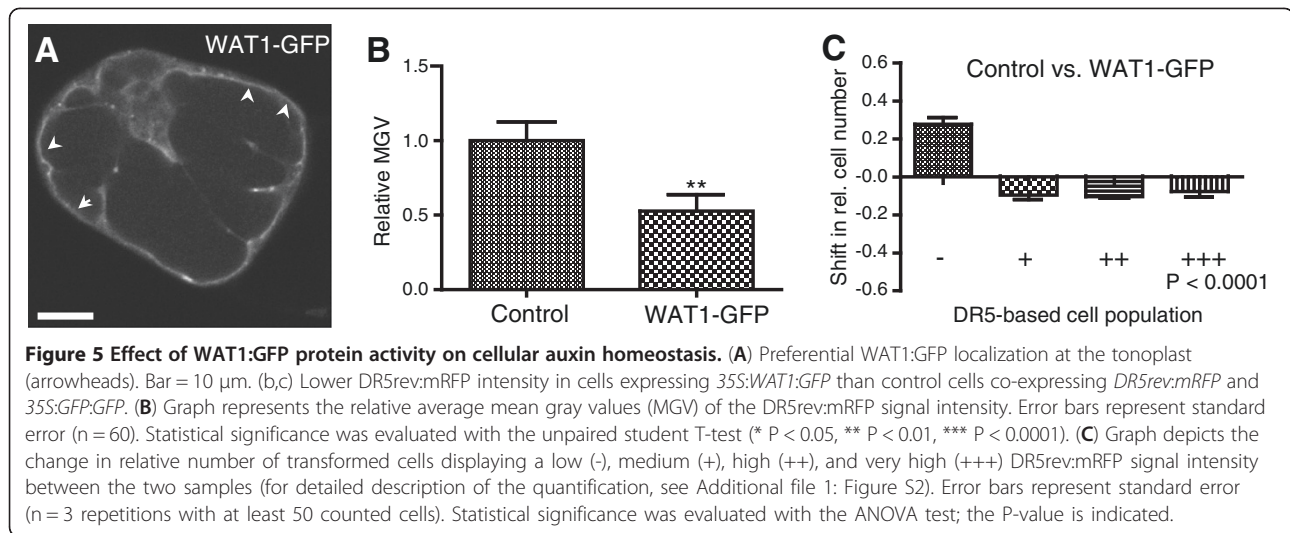 A
WAT1-GFP
B
1.5
1.0
0.5
0.0
Relative MGV
**
Control
WAT1-GFP
C
Control vs. WAT1-GFP
0.6
0.4
0.2
-0.0
-0.2
-0.4
-0.6
Shift in rel. cell number
-
+
++
+++
P < 0.0001
DR5-based cell population
Figure 5 Effect of WAT1:GFP protein activity on cellular auxin homeostasis. (A) Preferential WAT1:GFP localization at the tonoplast
(arrowheads). Bar = 10 μm. (b,c) Lower DR5rev:mRFP intensity in cells expressing 35S:WAT1:GFP than control cells co-expressing DR5rev:mRFP and
35S:GFP:GFP. (B) Graph represents the relative average mean gray values (MGV) of the DR5rev:mRFP signal intensity. Error bars represent standard
error (n = 60). Statistical significance was evaluated with the unpaired student T-test (* P < 0.05, ** P < 0.01, *** P < 0.0001). (C) Graph depicts the
change in relative number of transformed cells displaying a low (-), medium (+), high (++), and very high (+++) DR5rev:mRFP signal intensity
between the two samples (for detailed description of the quantification, see Additional file 1: Figure S2). Error bars represent standard error
(n = 3 repetitions with at least 50 counted cells). Statistical significance was evaluated with the ANOVA test; the P-value is indicated.